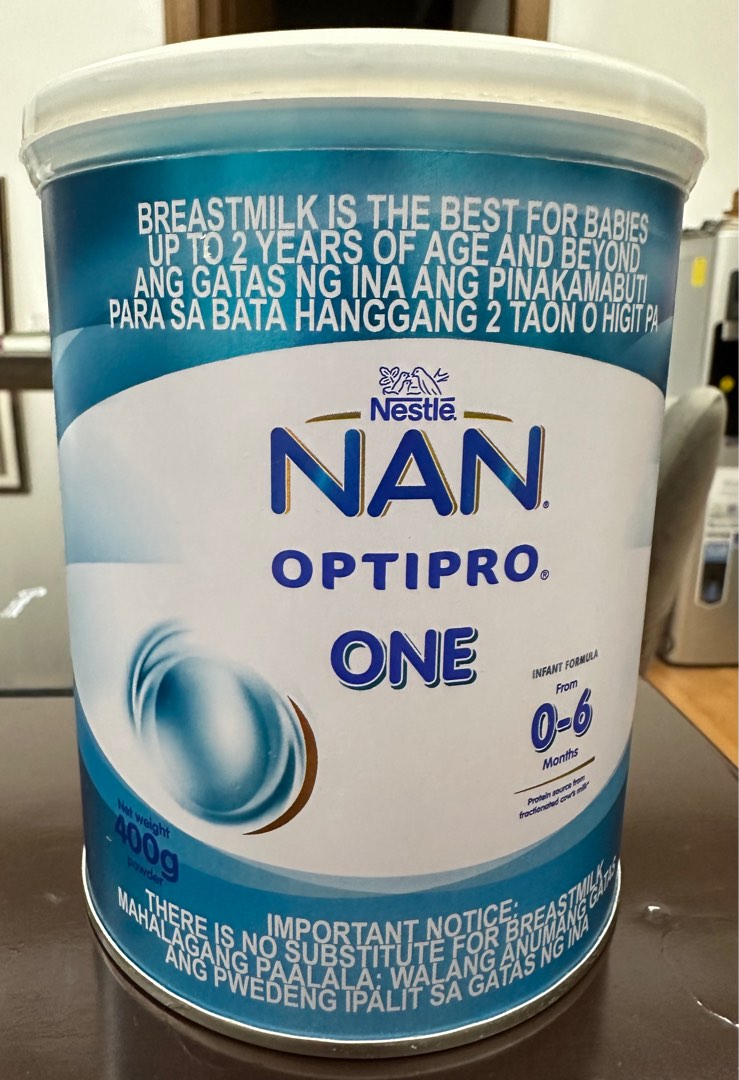 BREASTMILK IS THE BEST FOR BABIES
UP TO 2 YEARS OF AGE AND BEYOND
ANG GATAS NG INA ANG PINAKAMABUTI
PARA SA BATA HANGGANG 2 TAON O HIGIT PA
Nestlé
NAN®
OPTIPRO®
ONE
INFANT FORMULA
From
0-6
Months
Protein source from
fractionated cow's milk
Net weight
400g
powder
IMPORTANT NOTICE:
THERE IS NO SUBSTITUTE FOR BREASTMILK
MAHALAGANG PAALALA: WALANG ANUMANG GATAS
ANG PWEDENG IPALIT SA GATAS NG INA